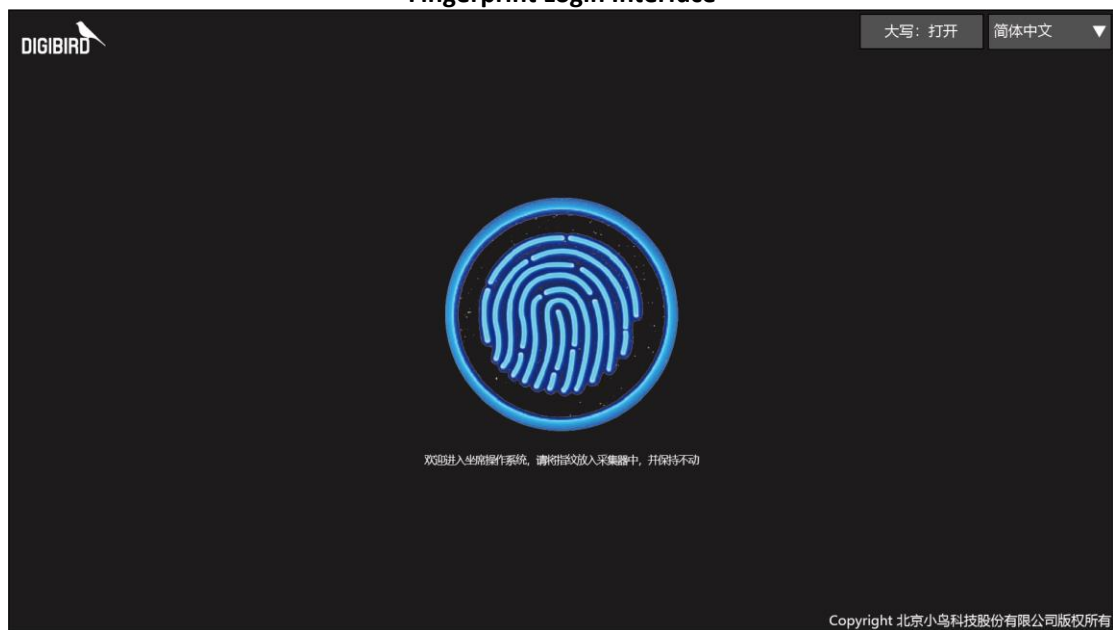 Fingerprint Login Interface
DIGIBIRD
大写：打开
简体中文
欢迎进入坐席操作系统，请将指纹放入采集器中，并保持不动
Copyright 北京小鸟科技股份有限公司版权所有